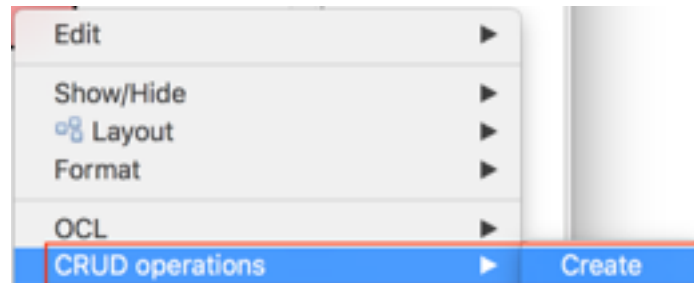 Edit
Show/Hide
Layout
Format
OCL
CRUD operations
Create